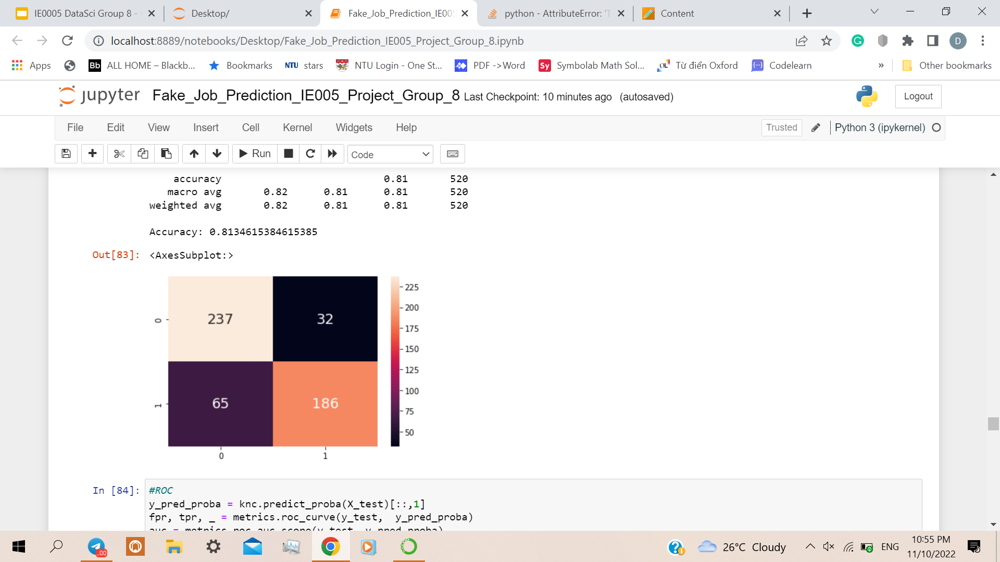 IE0005 DataSci Group 8 -
Desktop/
Fake_Job_Prediction_IE00
python - AttributeError: 'T
Content
localhost:8889/notebooks/Desktop/Fake_Job_Prediction_IE005_Project_Group_8.ipynb
D
Apps
Bb ALL HOME – Blackb...
Bookmarks
NTU stars
NTU Login - One St...
PDF ->Word
Sy Symbolab Math Sol...
OL Từ điển Oxford
Codelearn
»
Other bookmarks
jupyter Fake_Job_Prediction_IE005_Project_Group_8 Last Checkpoint: 10 minutes ago (autosaved)
Logout
File Edit View Insert Cell Kernel Widgets Help
Trusted
Python 3 (ipykernel)
Run
Code
accuracy 0.81 520
macro avg 0.82 0.81 0.81 520
weighted avg 0.82 0.81 0.81 520
Accuracy: 0.8134615384615385
Out[83]: <AxesSubplot:>
225
200
175
150
125
100
75
50
0
237 32
1
65 186
0 1
In [84]: #ROC
y_pred_proba = knc.predict_proba(X_test)[::,1]
fpr, tpr, _ = metrics.roc_curve(y_test,  y_pred_proba)
auc = metrics.roc_auc_score(y_test, y_pred_proba)
.00
26°C Cloudy
ENG
10:55 PM
11/10/2022